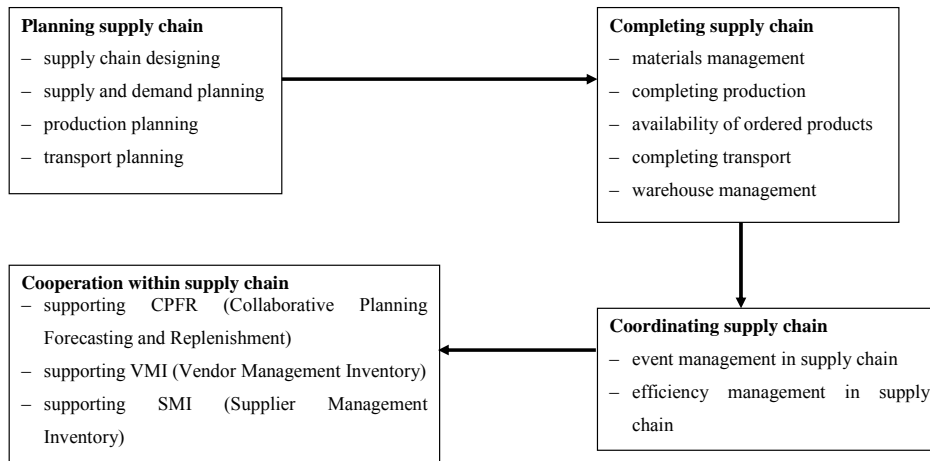 Planning supply chain
– supply chain designing
– supply and demand planning
– production planning
– transport planning
Completing supply chain
– materials management
– completing production
– availability of ordered products
– completing transport
– warehouse management
Cooperation within supply chain
– supporting CPFR (Collaborative Planning
Forecasting and Replenishment)
– supporting VMI (Vendor Management Inventory)
– supporting SMI (Supplier Management
Inventory)
Coordinating supply chain
– event management in supply chain
– efficiency management in supply
chain